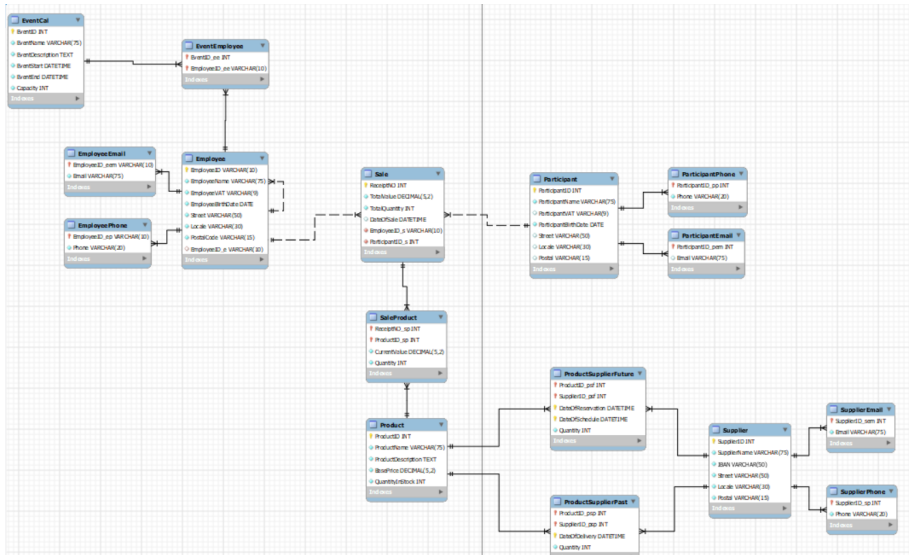 EventCal
EventID INT
EventName VARCHAR(75)
EventDescription TEXT
EventStart DATETIME
EventEnd DATETIME
Capacity INT
Indexes
EventEmployee
EventID_ee INT
EmployeeID_ee VARCHAR(10)
Indexes
EmployeeEmail
EmployeeID_eem VARCHAR(10)
Email VARCHAR(75)
Indexes
EmployeePhone
EmployeeID_ep VARCHAR(10)
Phone VARCHAR(20)
Indexes
Employee
EmployeeID VARCHAR(10)
EmployeeName VARCHAR(75)
EmployeeVAT VARCHAR(9)
EmployeeBirthDate DATE
Street VARCHAR(50)
Locale VARCHAR(30)
PostalCode VARCHAR(15)
EmployeeID_e VARCHAR(10)
Indexes
Sale
ReceiptNO INT
TotalValue DECIMAL(5,2)
TotalQuantity INT
DateOfSale DATETIME
EmployeeID_s VARCHAR(10)
ParticipantID_s INT
Indexes
Participant
ParticipantID INT
ParticipantName VARCHAR(75)
ParticipantVAT VARCHAR(9)
ParticipantBirthDate DATE
Street VARCHAR(50)
Locale VARCHAR(30)
Postal VARCHAR(15)
Indexes
ParticipantPhone
ParticipantID_pp INT
Phone VARCHAR(20)
Indexes
ParticipantEmail
ParticipantID_pem INT
Email VARCHAR(75)
Indexes
SaleProduct
ReceiptNO_sp INT
ProductID_sp INT
CurrentValue DECIMAL(5,2)
Quantity INT
Indexes
Product
ProductID INT
ProductName VARCHAR(75)
ProductDescription TEXT
BasePrice DECIMAL(5,2)
QuantityInStock INT
Indexes
ProductSupplierFuture
ProductID_psf INT
SupplierID_psf INT
DateOfReservation DATETIME
DateOfSchedule DATETIME
Quantity INT
Indexes
ProductSupplierPast
ProductID_psp INT
SupplierID_psp INT
DateOfDelivery DATETIME
Quantity INT
Supplier
SupplierID INT
SupplierName VARCHAR(75)
IBAN VARCHAR(50)
Street VARCHAR(50)
Locale VARCHAR(30)
Postal VARCHAR(15)
Indexes
SupplierEmail
SupplierID_sem INT
Email VARCHAR(75)
Indexes
SupplierPhone
SupplierID_sp INT
Phone VARCHAR(20)
Indexes